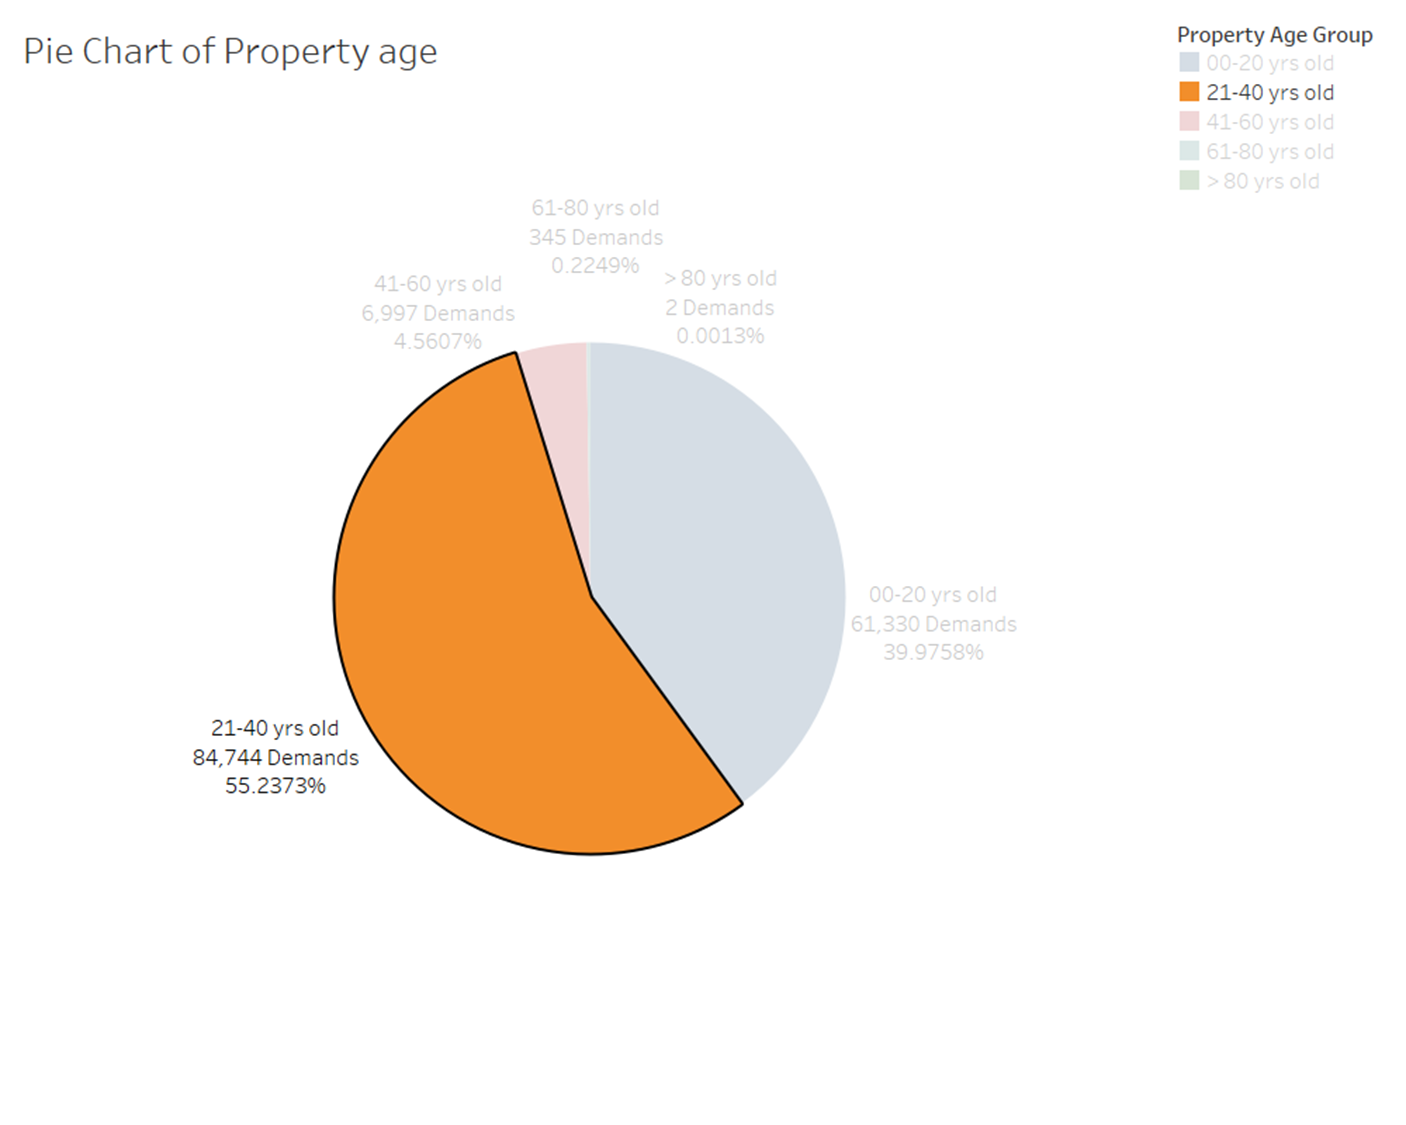 Pie Chart of Property age
Property Age Group
00-20 yrs old
21-40 yrs old
41-60 yrs old
61-80 yrs old
> 80 yrs old
61-80 yrs old
345 Demands
0.2249%
> 80 yrs old
2 Demands
0.0013%
41-60 yrs old
6,997 Demands
4.5607%
00-20 yrs old
61,330 Demands
39.9758%
21-40 yrs old
84,744 Demands
55.2373%